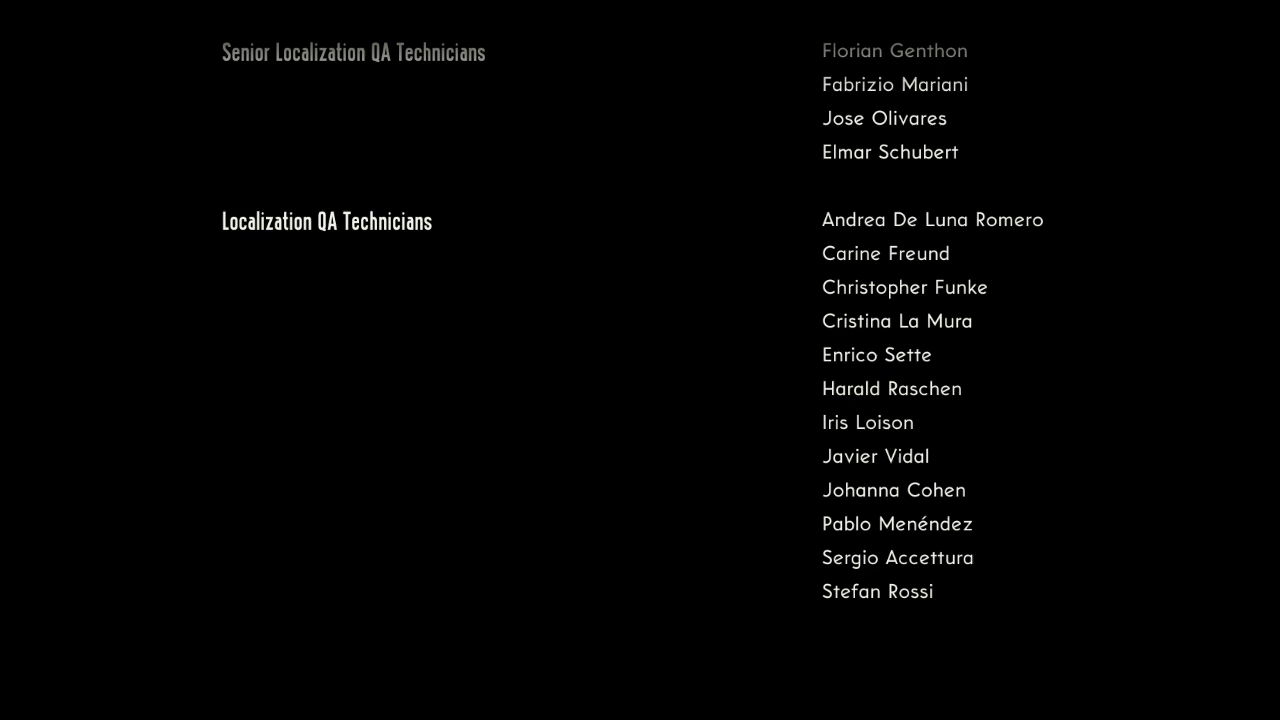 Senior Localization QA Technicians Florian Genthon
Fabrizio Mariani
Jose Olivares
Elmar Schubert
Localization QA Technicians Andrea De Luna Romero
Carine Freund
Christopher Funke
Cristina La Mura
Enrico Sette
Harald Raschen
Iris Loison
Javier Vidal
Johanna Cohen
Pablo Menéndez
Sergio Accettura
Stefan Rossi